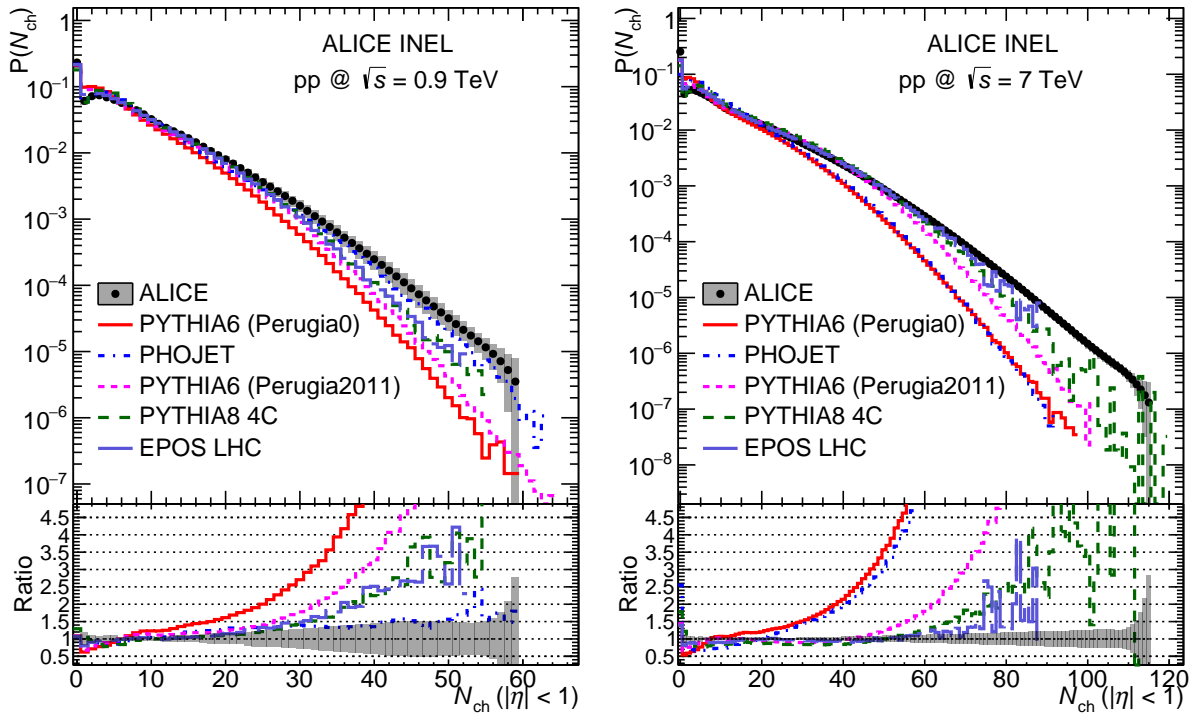 P(N_ch)
1
10⁻¹
10⁻²
10⁻³
10⁻⁴
10⁻⁵
10⁻⁶
10⁻⁷
ALICE INEL
pp @ √s = 0.9 TeV
ALICE
PYTHIA6 (Perugia0)
PHOJET
PYTHIA6 (Perugia2011)
PYTHIA8 4C
EPOS LHC
Ratio
4.5
4
3.5
3
2.5
2
1.5
1
0.5
0 10 20 30 40 50 60
N_ch (|η| < 1)
P(N_ch)
1
10⁻¹
10⁻²
10⁻³
10⁻⁴
10⁻⁵
10⁻⁶
10⁻⁷
10⁻⁸
ALICE INEL
pp @ √s = 7 TeV
ALICE
PYTHIA6 (Perugia0)
PHOJET
PYTHIA6 (Perugia2011)
PYTHIA8 4C
EPOS LHC
Ratio
4.5
4
3.5
3
2.5
2
1.5
1
0.5
0 20 40 60 80 100 120
N_ch (|η| < 1)